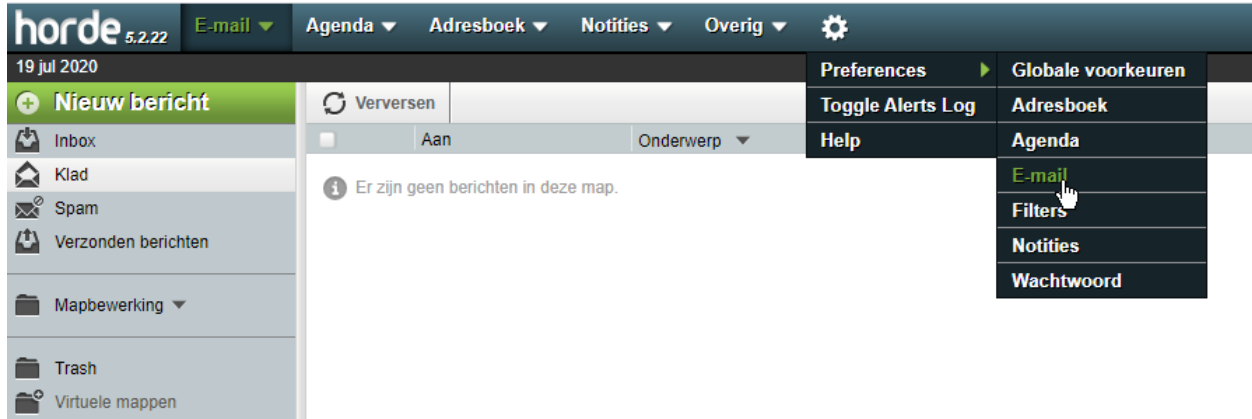 horde 5.2.22 E-mail Agenda Adresboek Notities Overig
19 jul 2020
Preferences Globale voorkeuren
Nieuw bericht Verversen Toggle Alerts Log Adresboek
Inbox Aan Onderwerp Help Agenda
Klad Er zijn geen berichten in deze map. E-mail
Spam Filters
Verzonden berichten Notities
Wachtwoord
Mapbewerking
Trash
Virtuele mappen